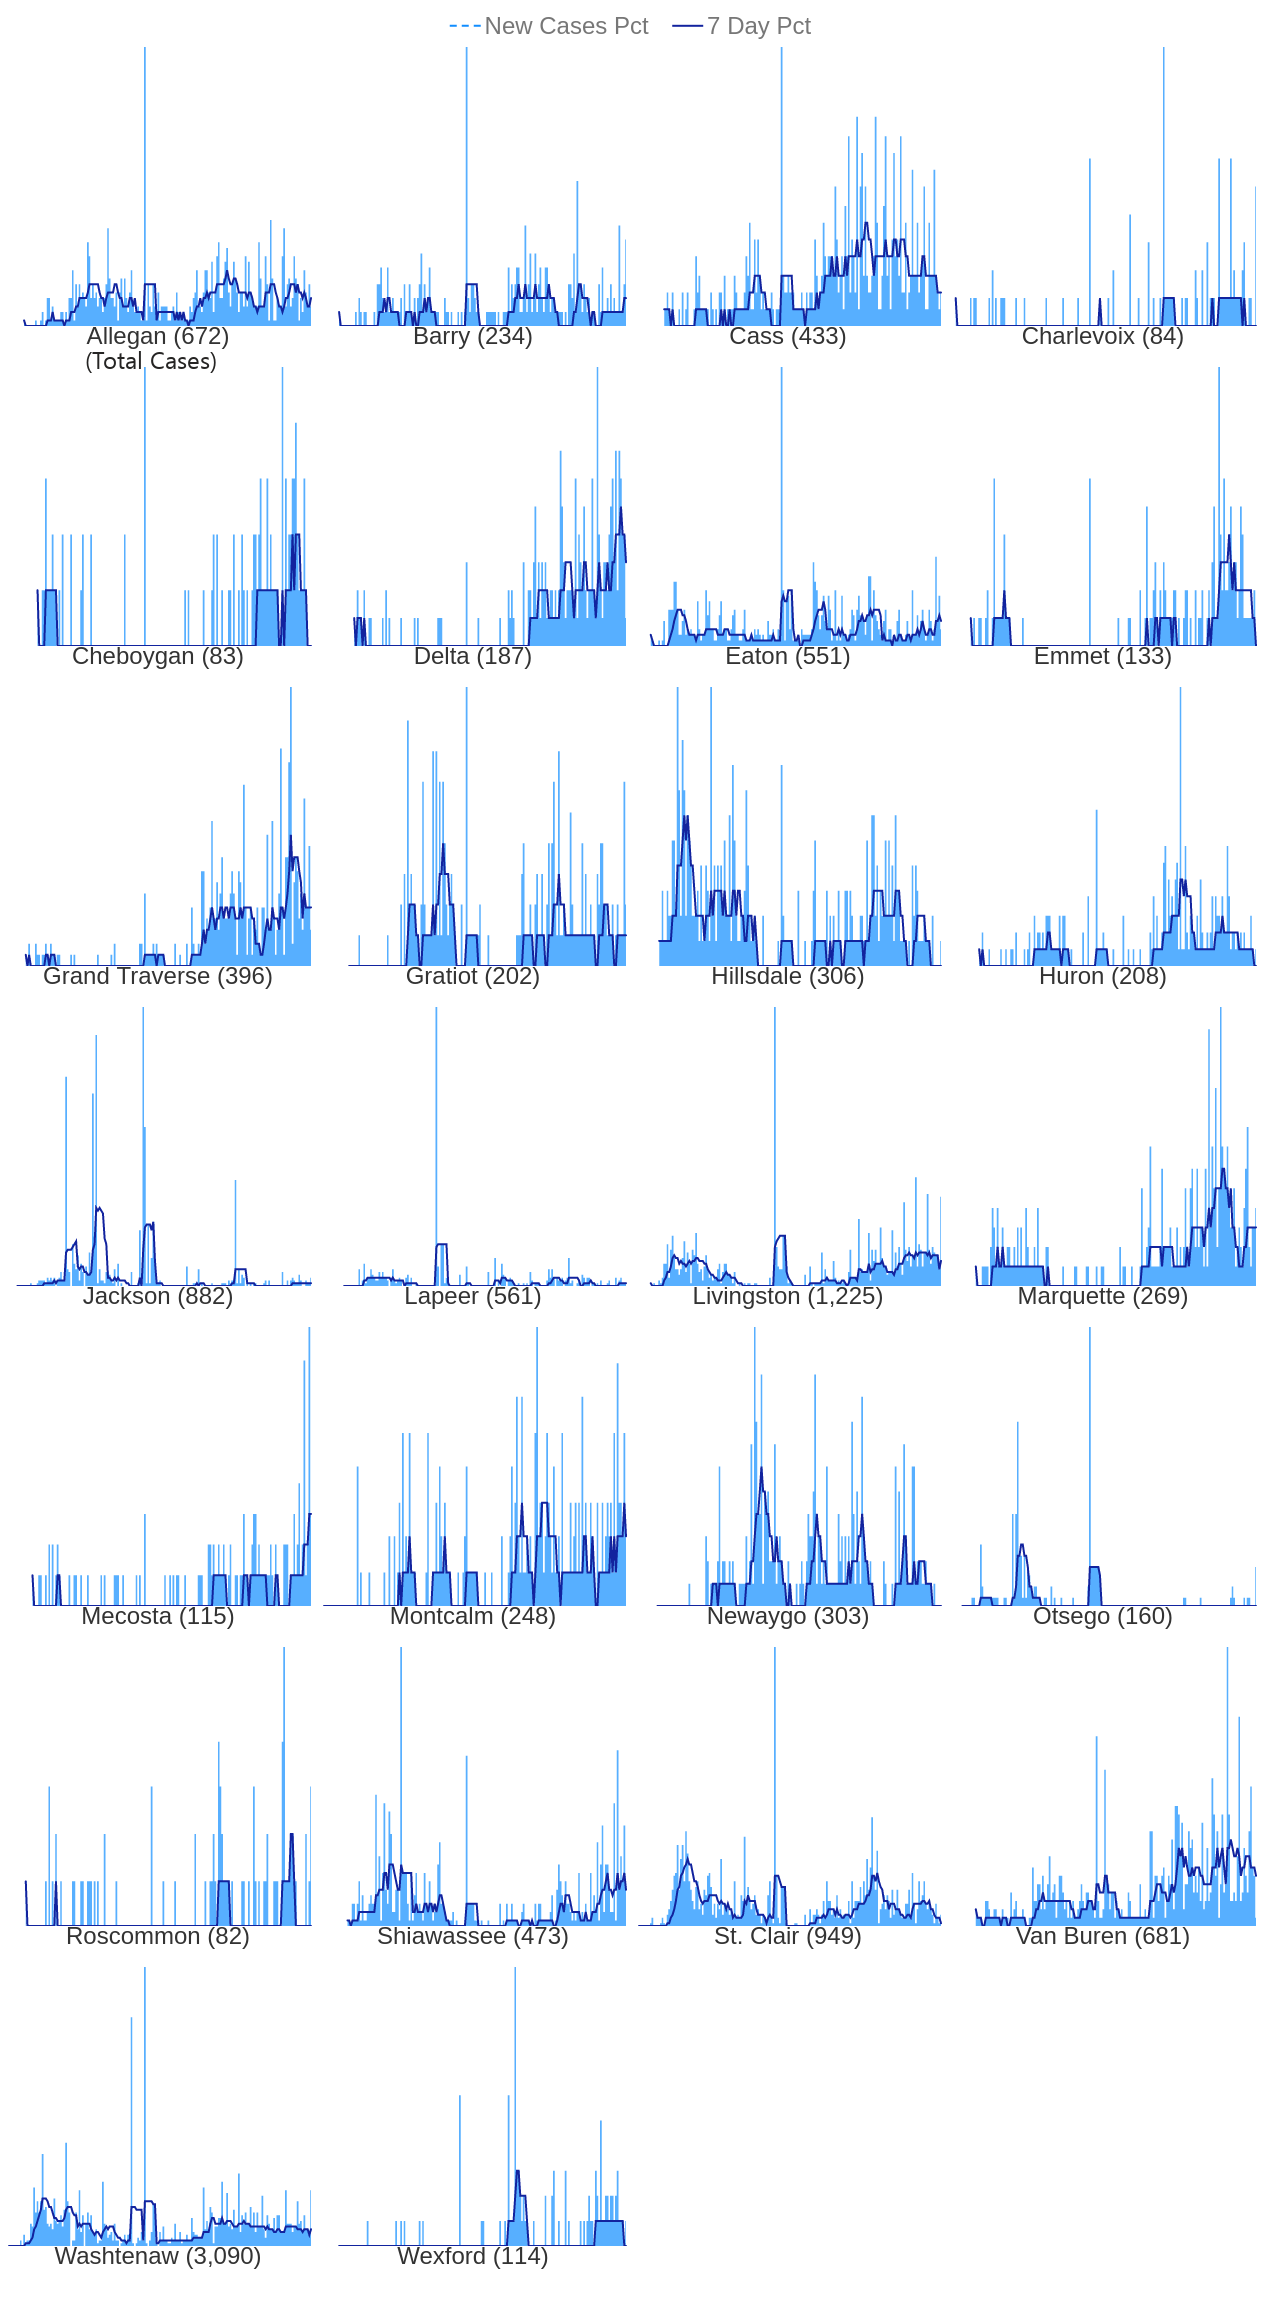 New Cases Pct 7 Day Pct
Allegan (672) Barry (234) Cass (433) Charlevoix (84)
(Total Cases)
Cheboygan (83) Delta (187) Eaton (551) Emmet (133)
Grand Traverse (396) Gratiot (202) Hillsdale (306) Huron (208)
Jackson (882) Lapeer (561) Livingston (1,225) Marquette (269)
Mecosta (115) Montcalm (248) Newaygo (303) Otsego (160)
Roscommon (82) Shiawassee (473) St. Clair (949) Van Buren (681)
Washtenaw (3,090) Wexford (114)